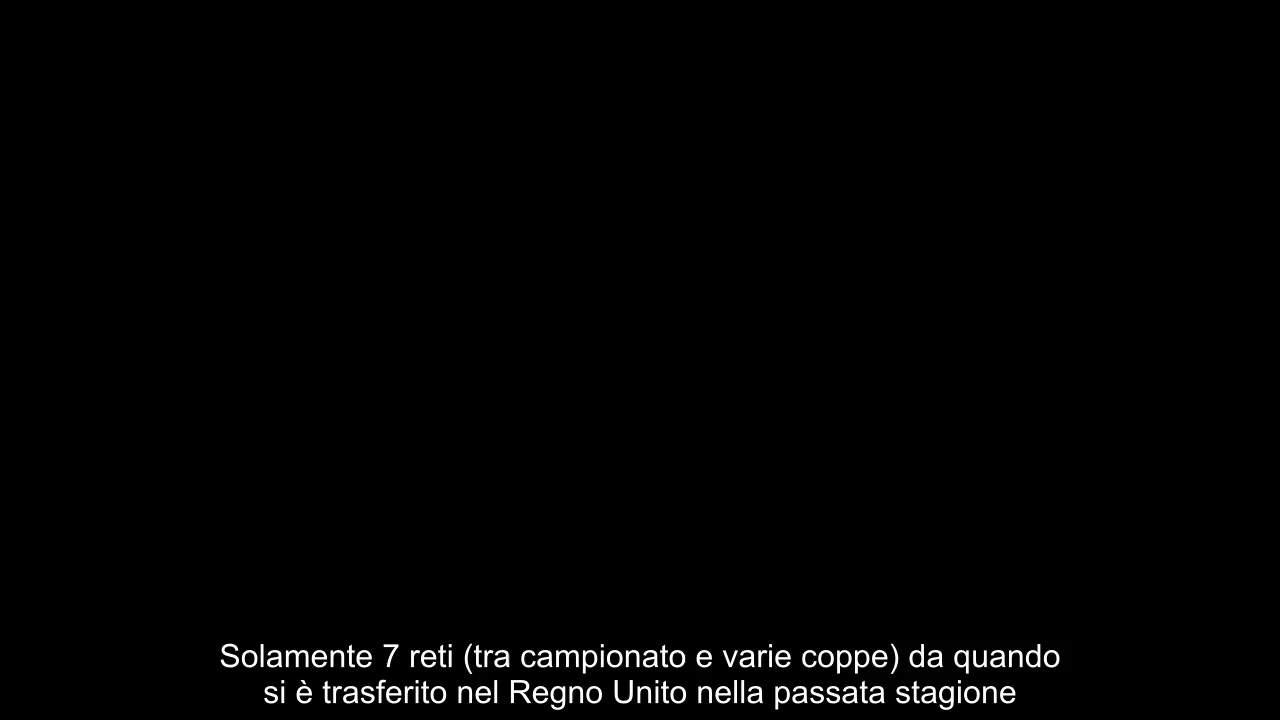 Solamente 7 reti (tra campionato e varie coppe) da quando
si è trasferito nel Regno Unito nella passata stagione